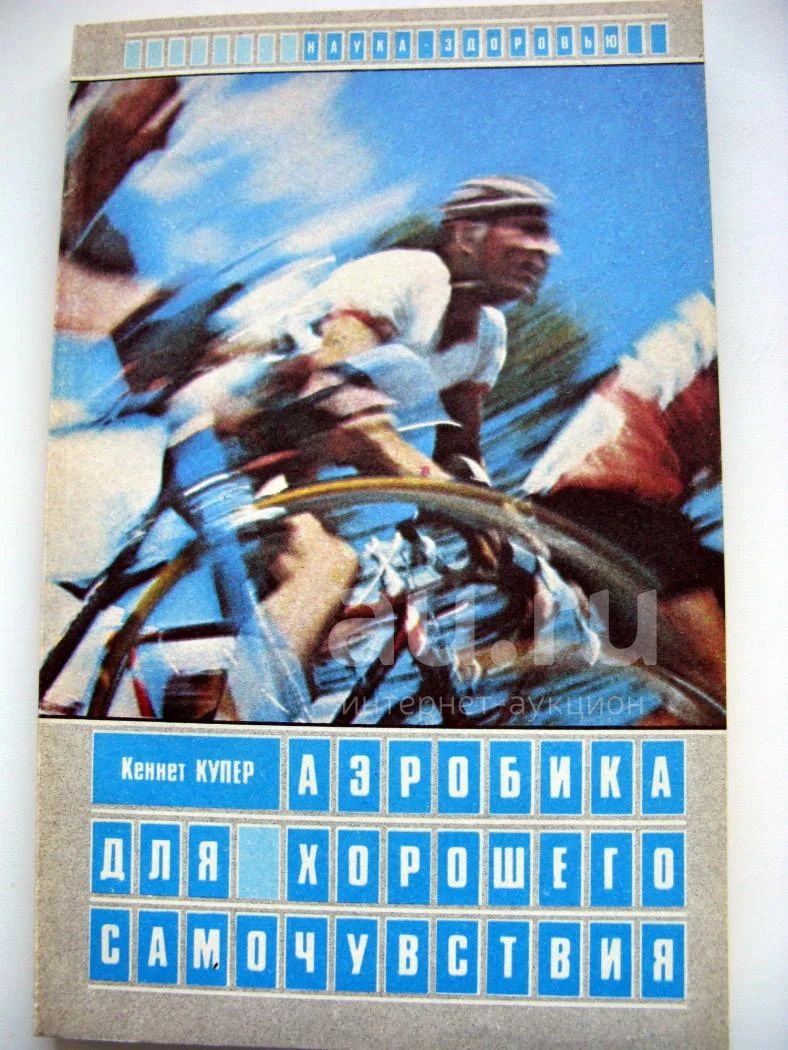 НАУКА-ЗДОРОВЬЮ
au.ru
интернет-аукцион
Кеннет КУПЕР АЭРОБИКА
ДЛЯ ХОРОШЕГО
САМОЧУВСТВИЯ